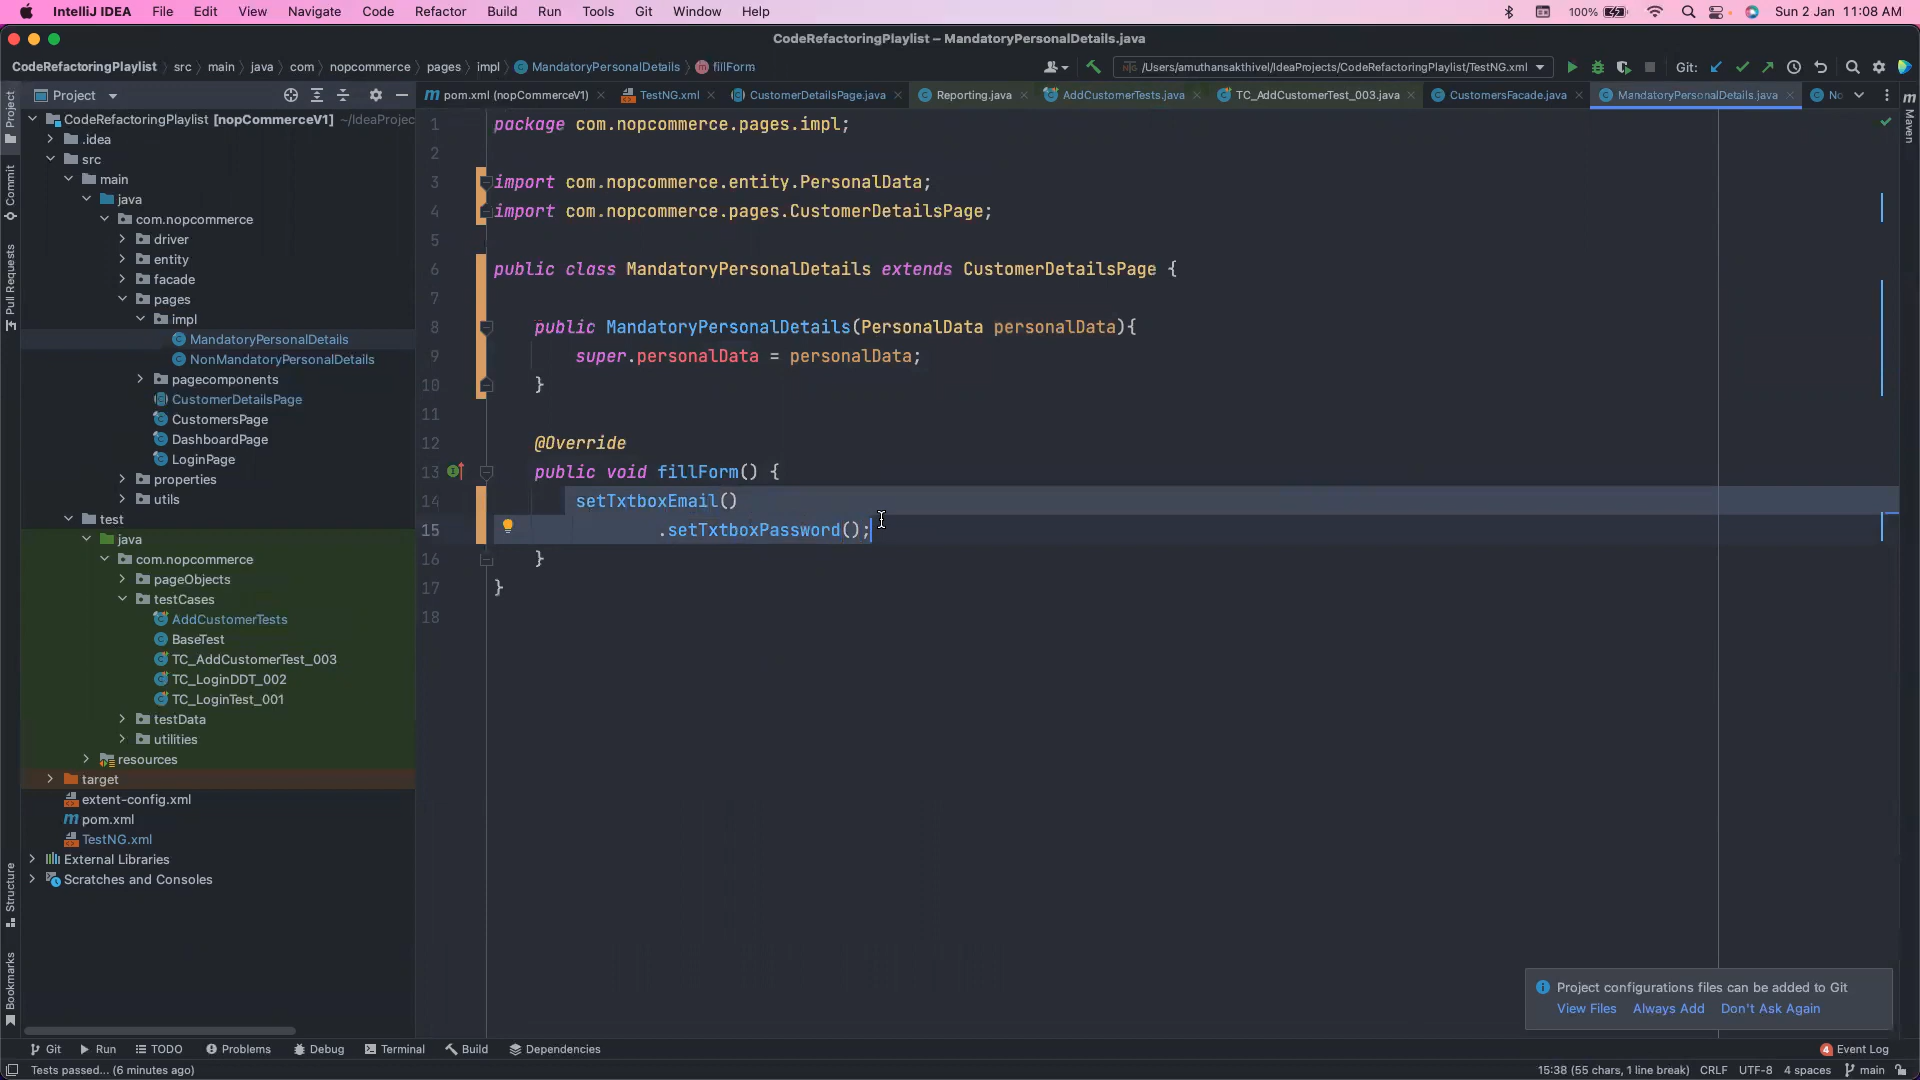 IntelliJ IDEA File Edit View Navigate Code Refactor Build Run Tools Git Window Help 100% Sun 2 Jan 11:08 AM
CodeRefactoringPlaylist – MandatoryPersonalDetails.java
CodeRefactoringPlaylist src main java com nopcommerce pages impl MandatoryPersonalDetails fillForm /Users/amuthansakthivel/IdeaProjects/CodeRefactoringPlaylist/TestNG.xml Git:
Project
pom.xml (nopCommerceV1) TestNG.xml CustomerDetailsPage.java Reporting.java AddCustomerTests.java TC_AddCustomerTest_003.java CustomersFacade.java MandatoryPersonalDetails.java No
Project
Commit
Pull Requests
Structure
Bookmarks
Maven
CodeRefactoringPlaylist [nopCommerceV1] ~/IdeaProjec
.idea
src
main
java
com.nopcommerce
driver
entity
facade
pages
impl
MandatoryPersonalDetails
NonMandatoryPersonalDetails
pagecomponents
CustomerDetailsPage
CustomersPage
DashboardPage
LoginPage
properties
utils
test
java
com.nopcommerce
pageObjects
testCases
AddCustomerTests
BaseTest
TC_AddCustomerTest_003
TC_LoginDDT_002
TC_LoginTest_001
testData
utilities
resources
target
extent-config.xml
pom.xml
TestNG.xml
External Libraries
Scratches and Consoles
1 package com.nopcommerce.pages.impl;
2
3 import com.nopcommerce.entity.PersonalData;
4 import com.nopcommerce.pages.CustomerDetailsPage;
5
6 public class MandatoryPersonalDetails extends CustomerDetailsPage {
7
8 public MandatoryPersonalDetails(PersonalData personalData){
9 super.personalData = personalData;
10 }
11
12 @Override
13 public void fillForm() {
14 setTxtboxEmail()
15 .setTxtboxPassword();
16 }
17 }
18
Project configurations files can be added to Git
View Files Always Add Don't Ask Again
Git Run TODO Problems Debug Terminal Build Dependencies 4 Event Log
Tests passed... (6 minutes ago) 15:38 (55 chars, 1 line break) CRLF UTF-8 4 spaces main